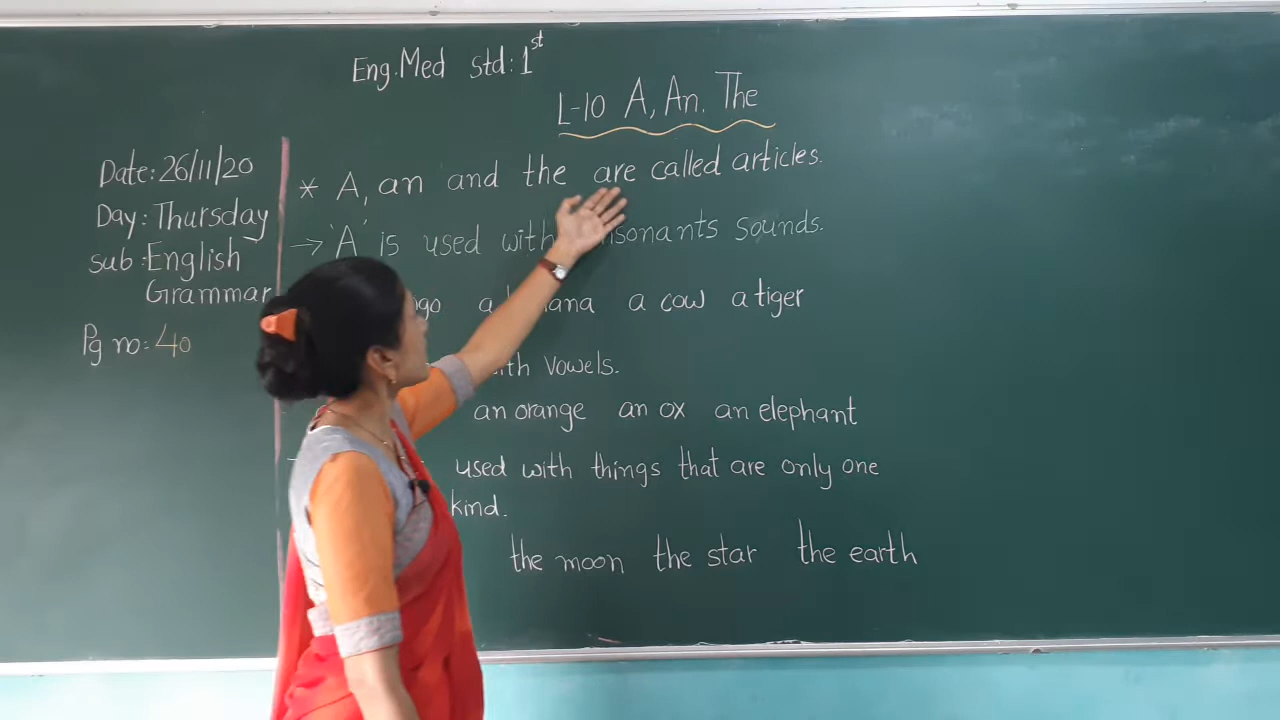 Eng.Med std: 1st
L-10 A, An. The
Date: 26/11/20
Day: Thursday
sub: English
Grammar
Pg no: 40
* A, an and the are called articles.
→ 'A' is used with sounds.
a a cow a tiger
with vowels.
an orange an ox an elephant
used with things that are only one
kind.
the moon the star the earth